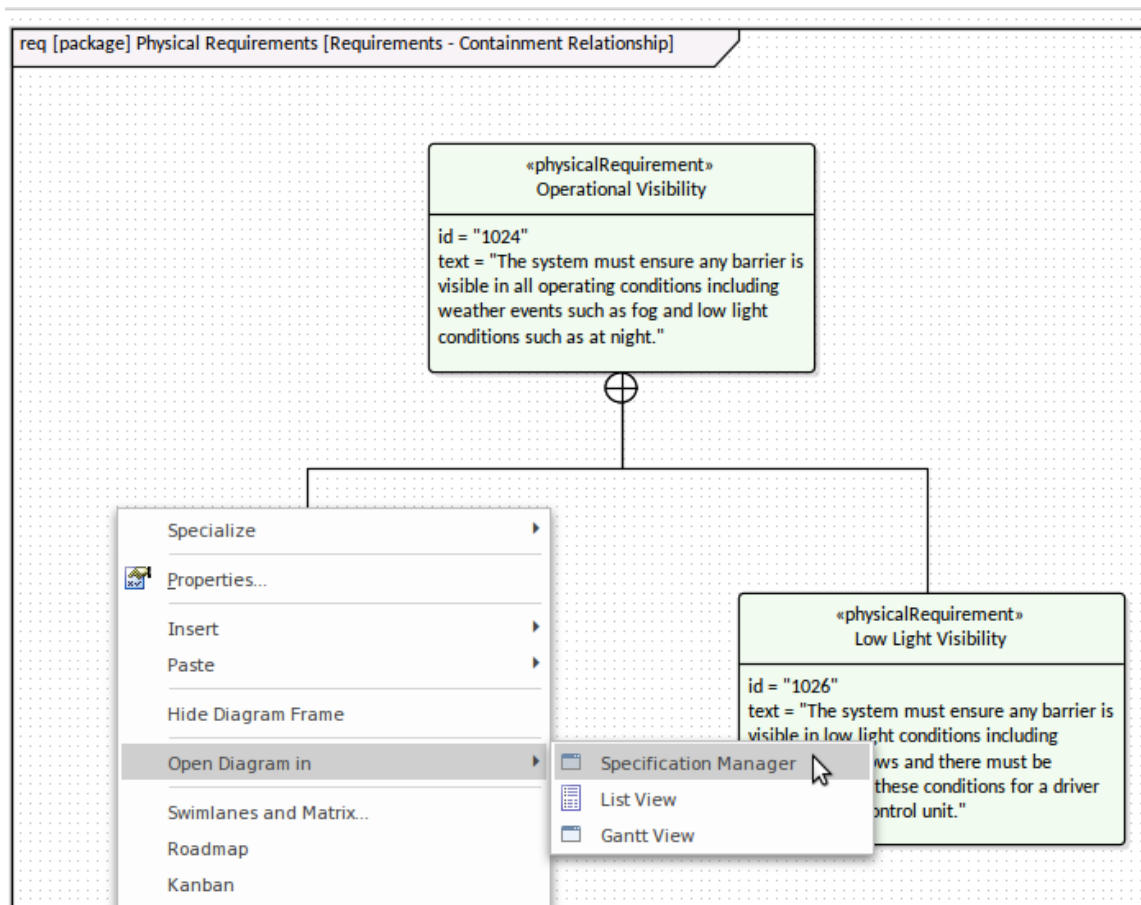 req [package] Physical Requirements [Requirements - Containment Relationship]
«physicalRequirement»
Operational Visibility
id = "1024"
text = "The system must ensure any barrier is
visible in all operating conditions including
weather events such as fog and low light
conditions such as at night."
Specialize
Properties...
Insert
Paste
Hide Diagram Frame
Open Diagram in
Swimlanes and Matrix...
Roadmap
Kanban
Specification Manager
List View
Gantt View
«physicalRequirement»
Low Light Visibility
id = "1026"
text = "The system must ensure any barrier is
visible in low light conditions including
and there must be
these conditions for a driver
unit."